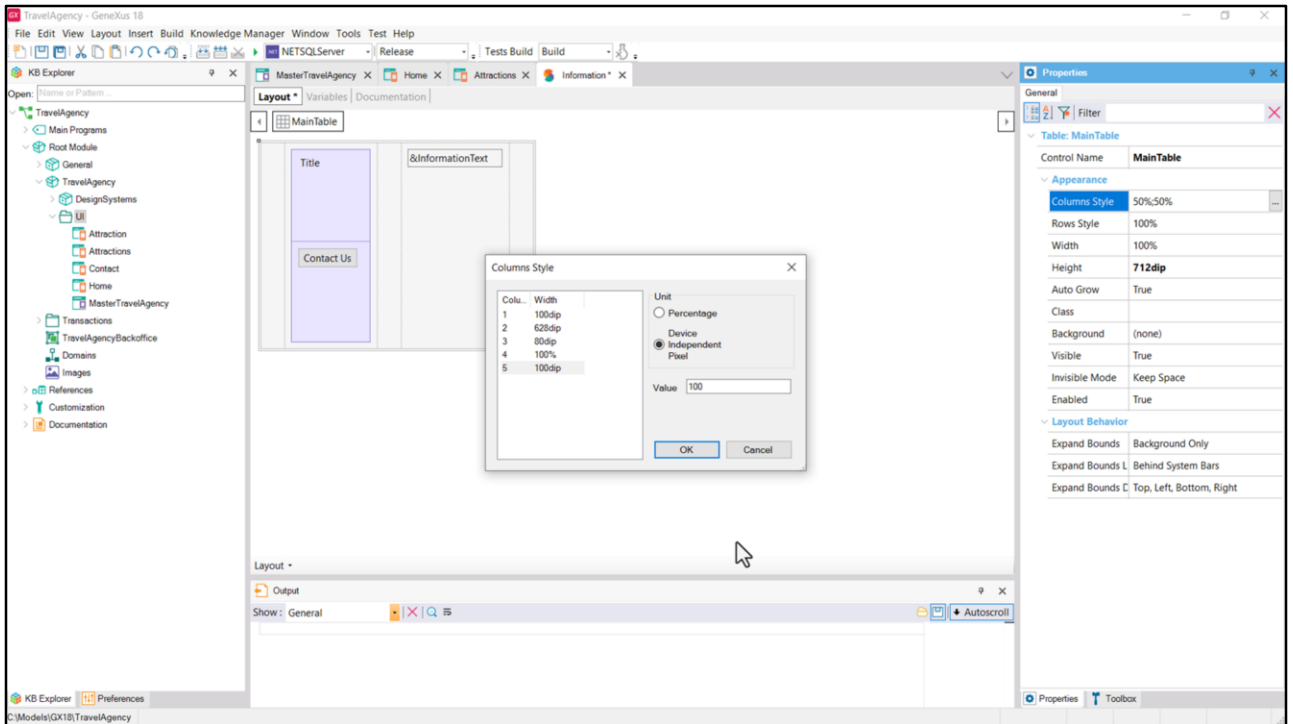 GX TravelAgency - GeneXus 18
File Edit View Layout Insert Build Knowledge Manager Window Tools Test Help
NETSQLServer Release Tests Build Build
KB Explorer
Open: Name or Pattern ...
TravelAgency
Main Programs
Root Module
General
TravelAgency
DesignSystems
UI
Attraction
Attractions
Contact
Home
MasterTravelAgency
Transactions
TravelAgencyBackoffice
Domains
Images
References
Customization
Documentation
KB Explorer Preferences
MasterTravelAgency X Home X Attractions X Information* X
Layout * Variables Documentation
MainTable
Title
&InformationText
Contact Us
Columns Style
Colu... Width
1 100dip
2 628dip
3 80dip
4 100%
5 100dip
Unit
Percentage
Device
Independent
Pixel
Value 100
OK Cancel
Layout
Output
Show: General
Autoscroll
Properties
General
Filter
Table: MainTable
Control Name MainTable
Appearance
Columns Style 50%;50% ...
Rows Style 100%
Width 100%
Height 712dip
Auto Grow True
Class
Background (none)
Visible True
Invisible Mode Keep Space
Enabled True
Layout Behavior
Expand Bounds Background Only
Expand Bounds L Behind System Bars
Expand Bounds D Top, Left, Bottom, Right
Properties Toolbox
C:\Models\GX18\TravelAgency